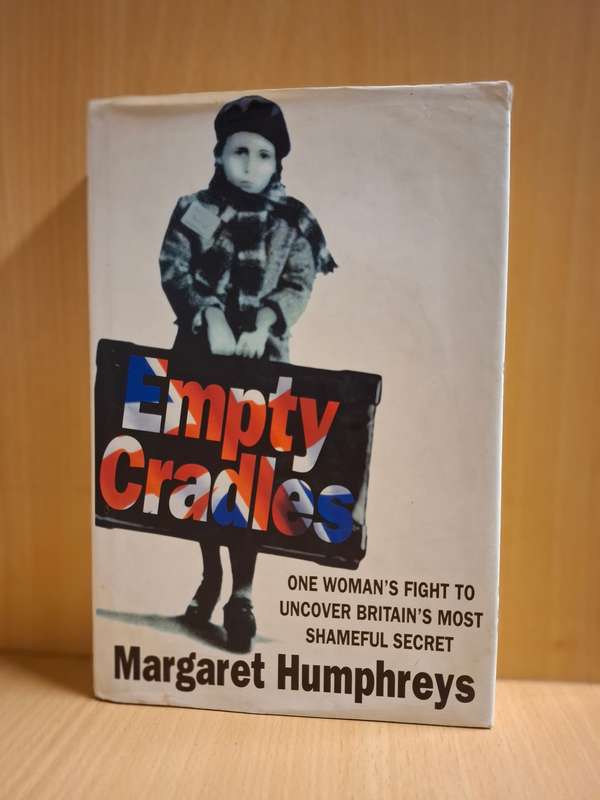 Empty
Cradles
ONE WOMAN'S FIGHT TO
UNCOVER BRITAIN'S MOST
SHAMEFUL SECRET
Margaret Humphreys